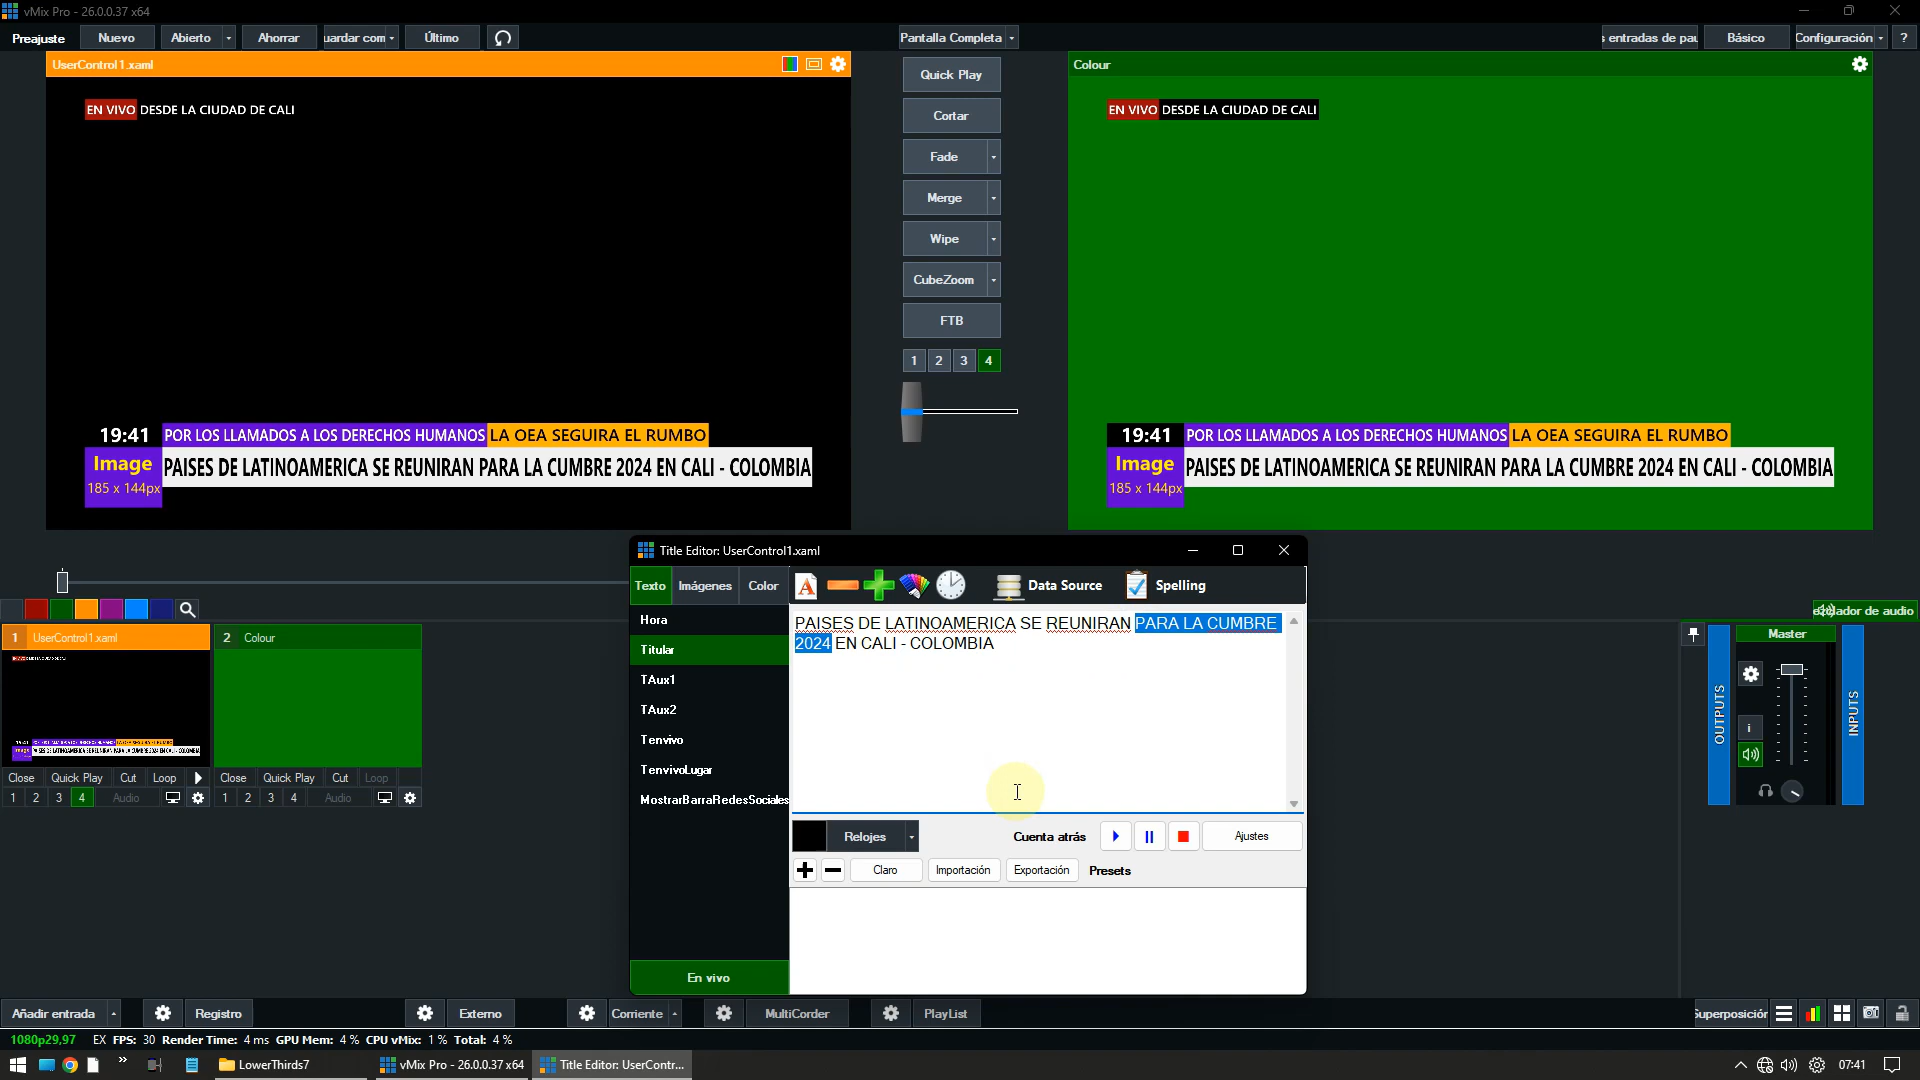 vMix Pro - 26.0.0.37 x64
Preajuste
Nuevo
Abierto
Ahorrar
uardar com
Último
Pantalla Completa
s entradas de pau
Básico
Configuración
?
UserControl1.xaml
Colour
EN VIVO DESDE LA CIUDAD DE CALI
19:41 POR LOS LLAMADOS A LOS DERECHOS HUMANOS LA OEA SEGUIRA EL RUMBO
Image PAISES DE LATINOAMERICA SE REUNIRAN PARA LA CUMBRE 2024 EN CALI - COLOMBIA
185 x 144px
Quick Play
Cortar
Fade
Merge
Wipe
CubeZoom
FTB
1 2 3 4
EN VIVO DESDE LA CIUDAD DE CALI
19:41 POR LOS LLAMADOS A LOS DERECHOS HUMANOS LA OEA SEGUIRA EL RUMBO
Image PAISES DE LATINOAMERICA SE REUNIRAN PARA LA CUMBRE 2024 EN CALI - COLOMBIA
185 x 144px
1 UserControl1.xaml
2 Colour
Close Quick Play Cut Loop
1 2 3 4 Audio
Close Quick Play Cut Loop
1 2 3 4 Audio
Title Editor: UserControl1.xaml
Texto
Imágenes
Color
Data Source
Spelling
Hora
Titular
TAux1
TAux2
Tenvivo
TenvivoLugar
MostrarBarraRedesSociales
En vivo
PAISES DE LATINOAMERICA SE REUNIRAN PARA LA CUMBRE
2024 EN CALI - COLOMBIA
Relojes
Cuenta atrás
Ajustes
Claro
Importación
Exportación
Presets
lador de audio
Master
OUTPUTS
INPUTS
i
Añadir entrada
Registro
Externo
Corriente
MultiCorder
PlayList
Superposición
1080p29,97 EX FPS: 30 Render Time: 4 ms GPU Mem: 4 % CPU vMix: 1 % Total: 4 %
LowerThirds7
vMix Pro - 26.0.0.37 x64
Title Editor: UserContr...
07:41